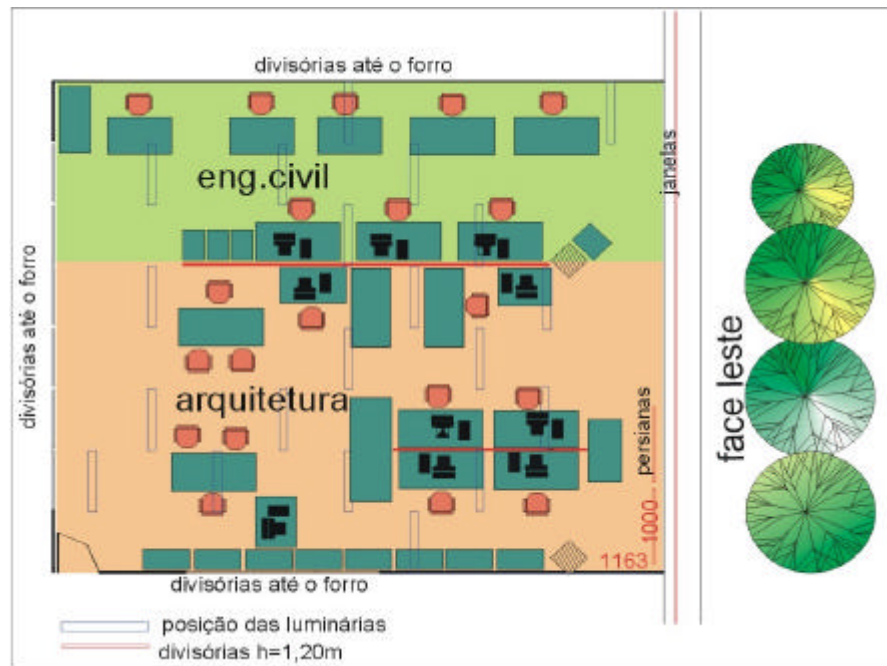 divisórias até o forro
janelas
eng.civil
divisórias até o forro
arquitetura
persianas
face leste
1000
1163
divisórias até o forro
posição das luminárias
divisórias h=1,20m